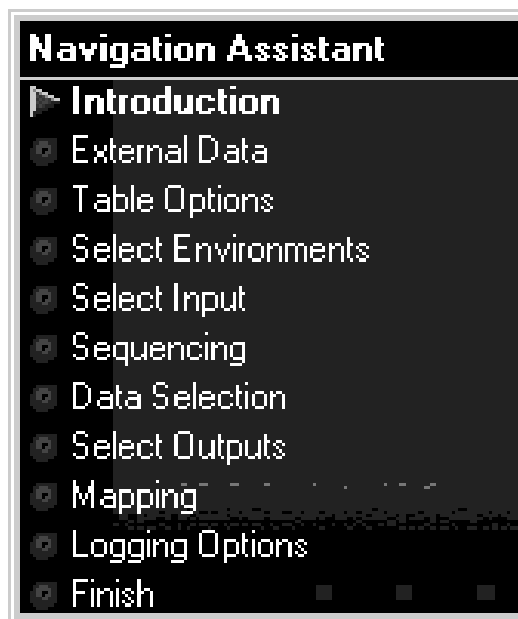 Navigation Assistant
Introduction
External Data
Table Options
Select Environments
Select Input
Sequencing
Data Selection
Select Outputs
Mapping
Logging Options
Finish